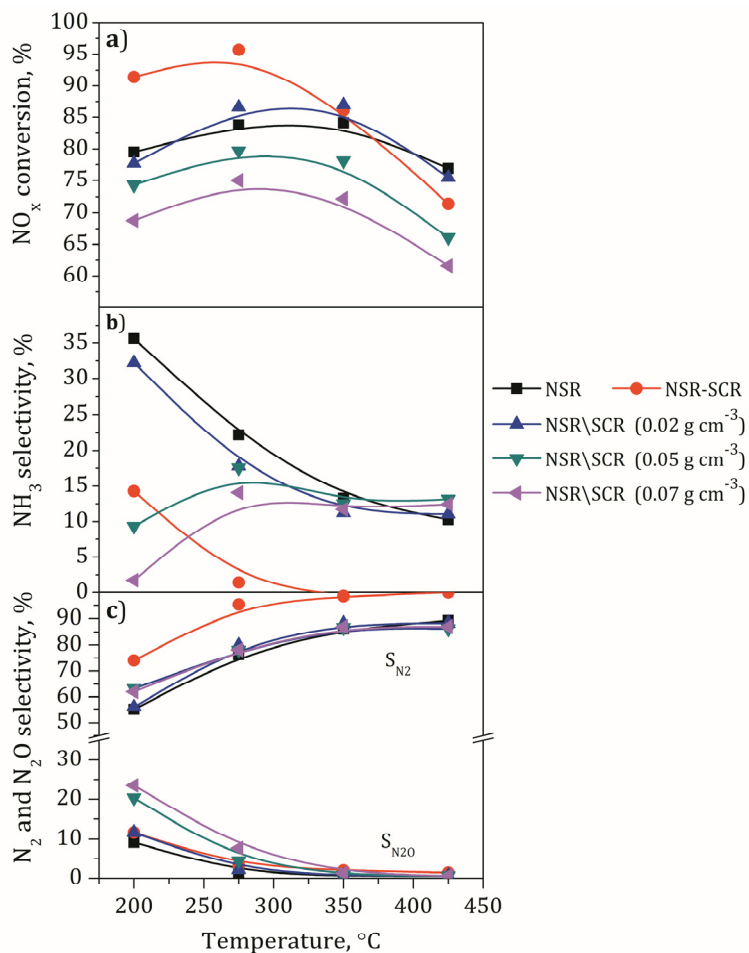 a)
100
95
90
85
80
75
70
65
60
NOₓ conversion, %
b)
35
30
25
20
15
10
5
0
NH₃ selectivity, %
NSR
NSR-SCR
NSR\SCR (0.02 g cm⁻³)
NSR\SCR (0.05 g cm⁻³)
NSR\SCR (0.07 g cm⁻³)
c)
90
80
70
60
50
30
20
10
0
N₂ and N₂O selectivity, %
S_N2
S_N2O
200 250 300 350 400 450
Temperature, °C